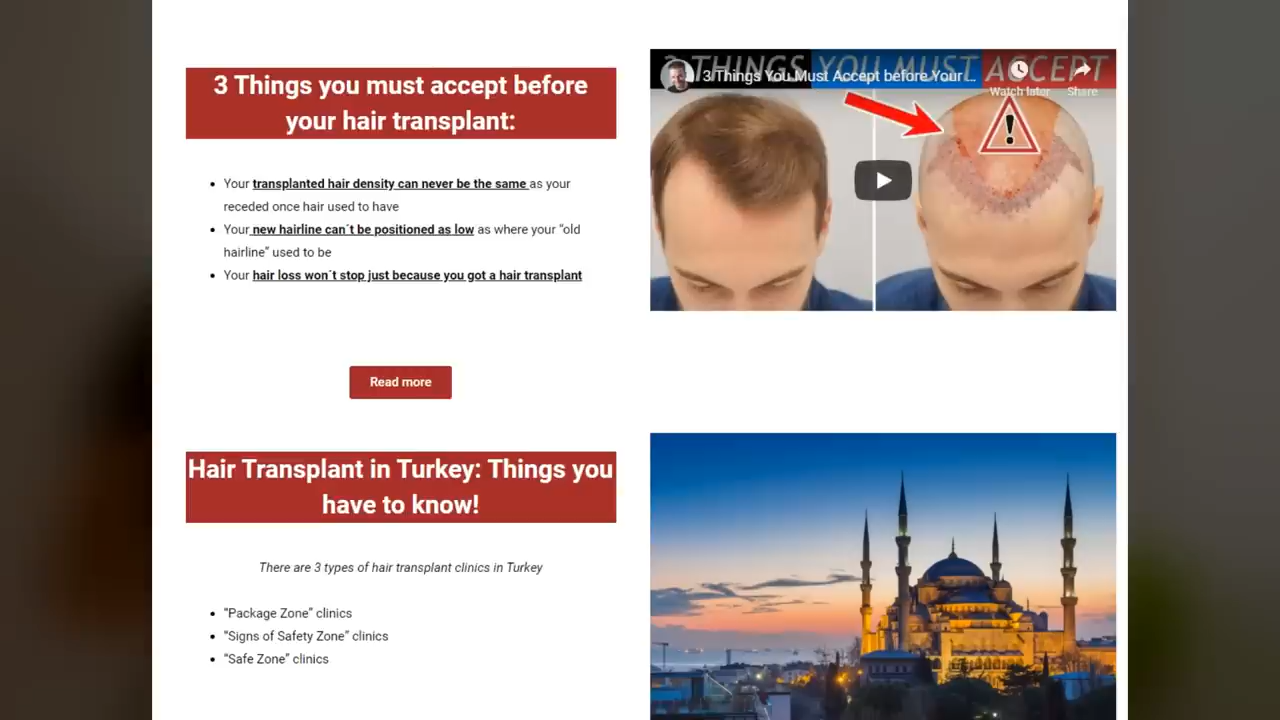 3 Things you must accept before
your hair transplant:
Your transplanted hair density can never be the same as your
receded once hair used to have
Your new hairline can´t be positioned as low as where your “old
hairline” used to be
Your hair loss won´t stop just because you got a hair transplant
Read more
3 THINGS YOU MUST ACCEPT
3 Things You Must Accept before Your ...
Watch later
Share
Hair Transplant in Turkey: Things you
have to know!
There are 3 types of hair transplant clinics in Turkey
“Package Zone” clinics
“Signs of Safety Zone” clinics
“Safe Zone” clinics